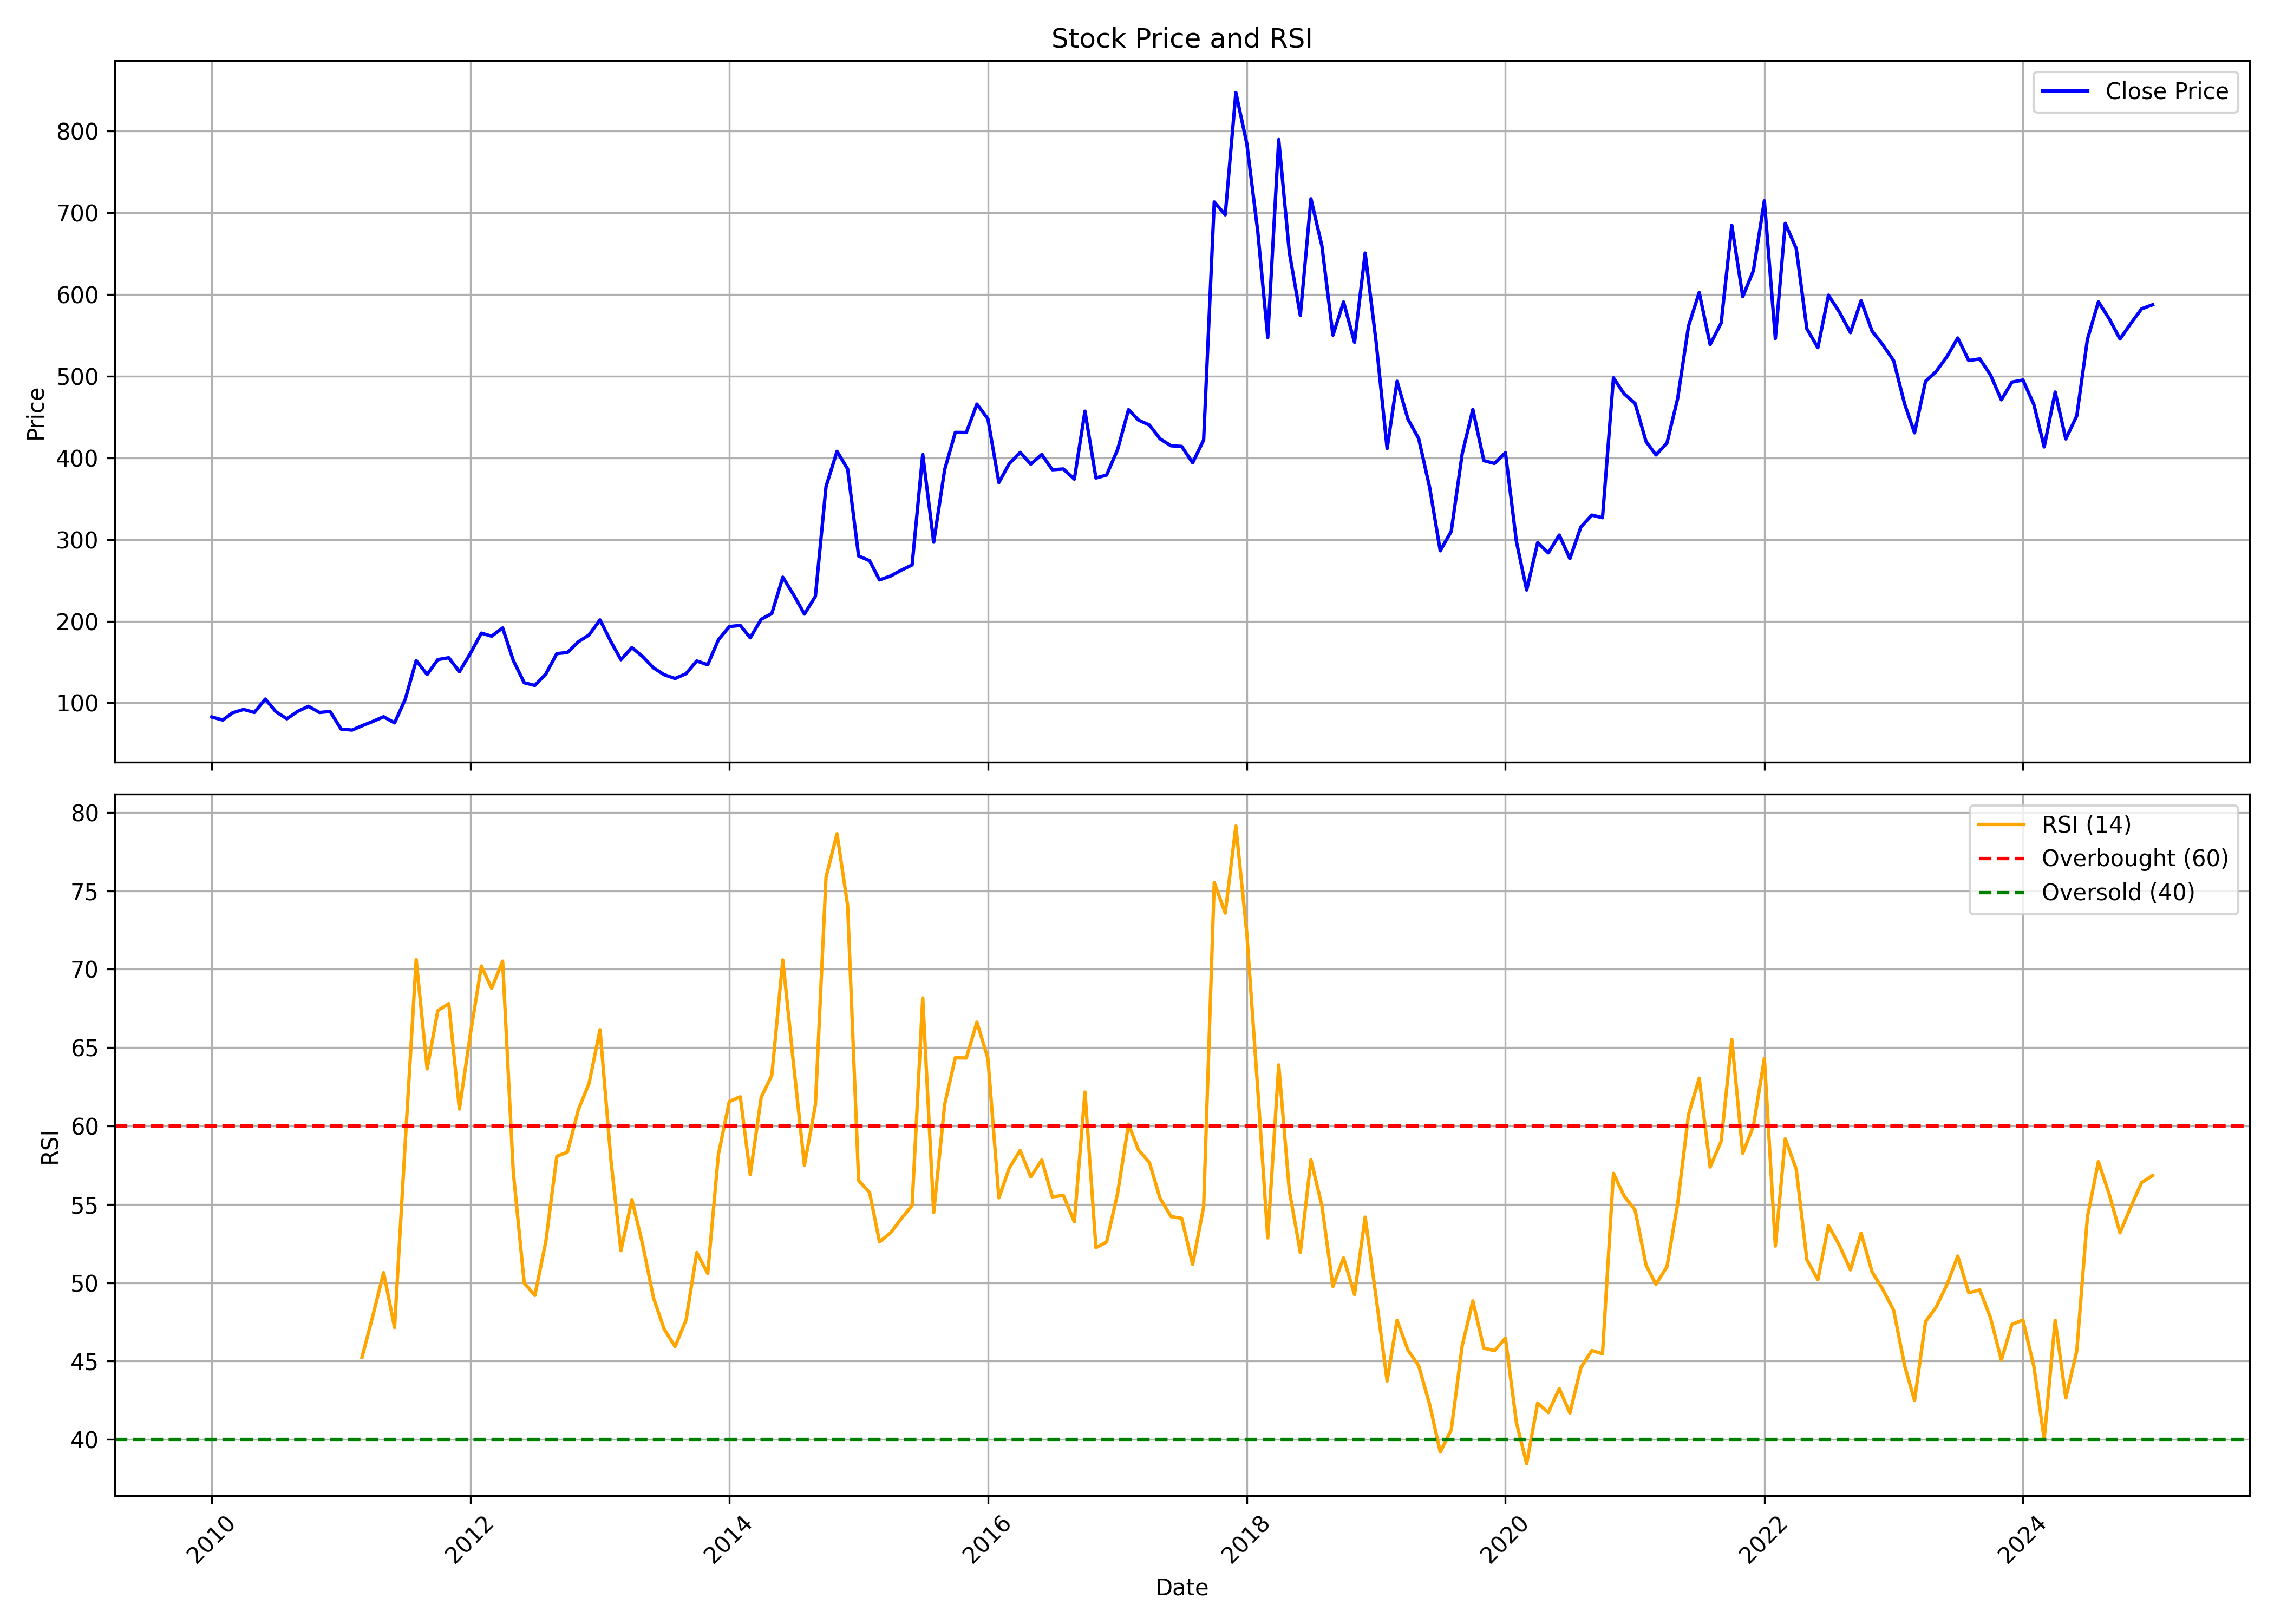 Stock Price and RSI
Close Price
800
700
600
500
400
300
200
100
Price
RSI (14)
Overbought (60)
Oversold (40)
80
75
70
65
60
55
50
45
40
RSI
2010 2012 2014 2016 2018 2020 2022 2024
Date